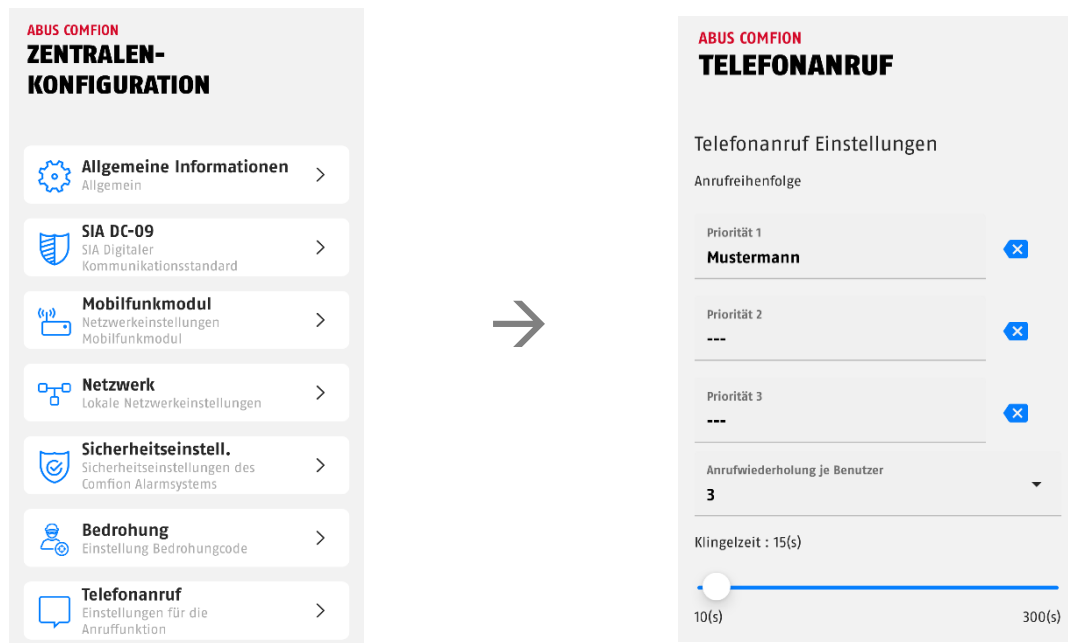 ABUS COMFION
ZENTRALEN-
KONFIGURATION
Allgemeine Informationen
Allgemein
SIA DC-09
SIA Digitaler
Kommunikationsstandard
Mobilfunkmodul
Netzwerkeinstellungen
Mobilfunkmodul
Netzwerk
Lokale Netzwerkeinstellungen
Sicherheitseinstell.
Sicherheitseinstellungen des
Comfion Alarmsystems
Bedrohung
Einstellung Bedrohungcode
Telefonanruf
Einstellungen für die
Anruffunktion
ABUS COMFION
TELEFONANRUF
Telefonanruf Einstellungen
Anrufreihenfolge
Priorität 1
Mustermann
Priorität 2
---
Priorität 3
---
Anrufwiederholung je Benutzer
3
Klingelzeit : 15(s)
10(s) 300(s)